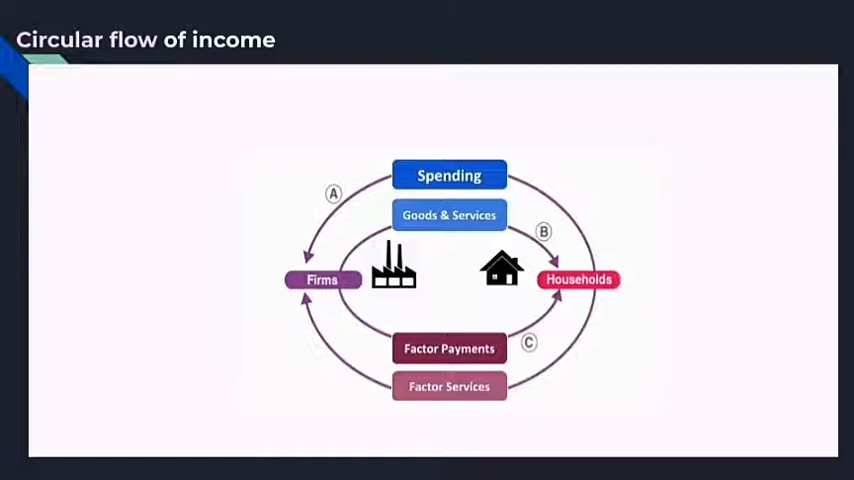 Circular flow of income
Spending
A
Goods & Services
B
Firms
Households
Factor Payments
C
Factor Services